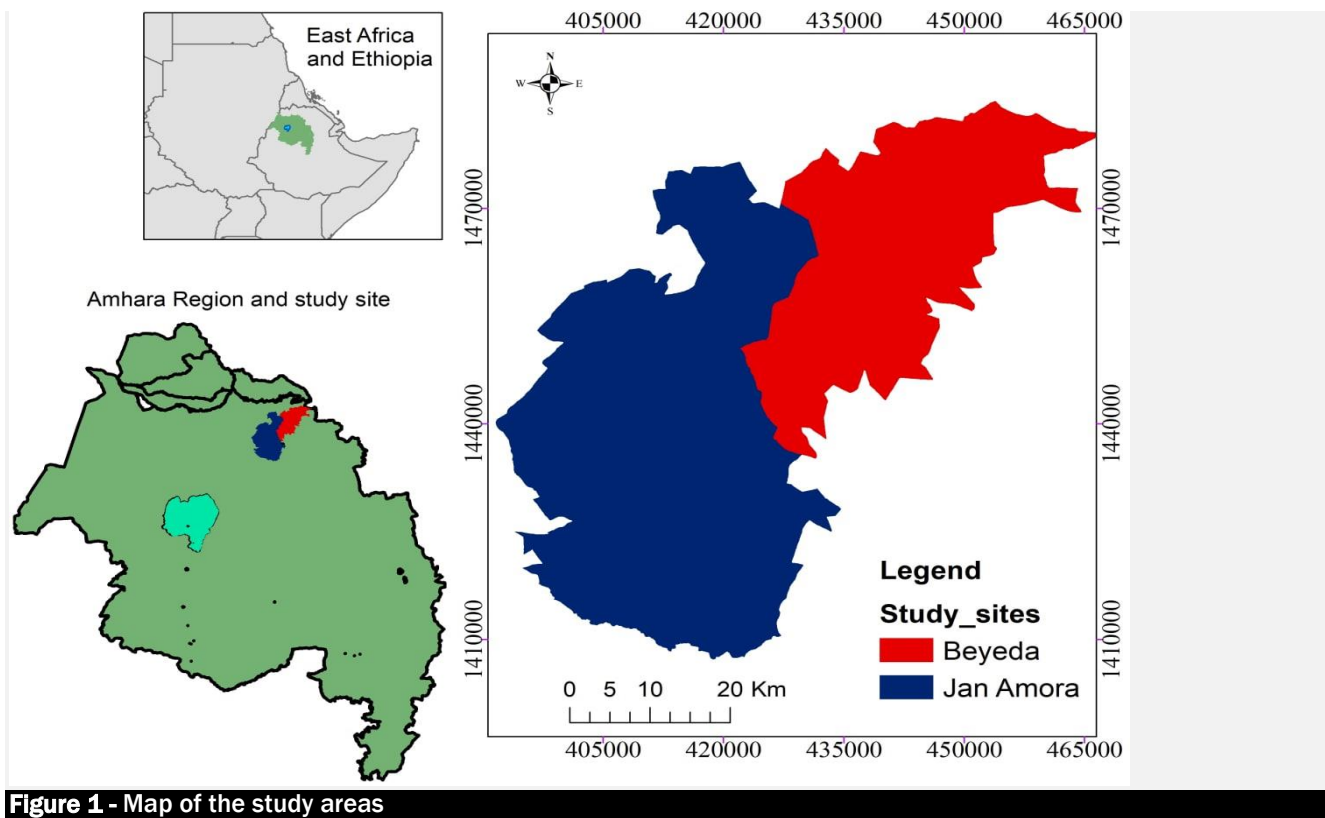 East Africa
and Ethiopia
Amhara Region and study site
405000 420000 435000 450000 465000
N
W E
S
1470000 1470000
1440000 1440000
1410000 1410000
Legend
Study_sites
Beyeda
Jan Amora
0 5 10 20 Km
405000 420000 435000 450000 465000
Figure 1 - Map of the study areas